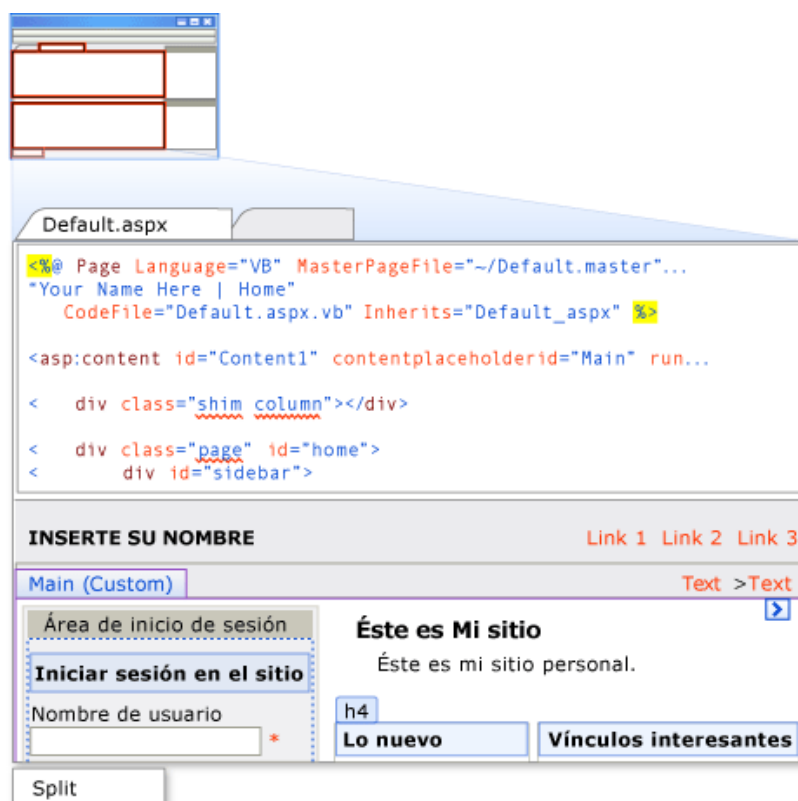 Default.aspx
<%@ Page Language="VB" MasterPageFile="~/Default.master"...
"Your Name Here | Home"
CodeFile="Default.aspx.vb" Inherits="Default_aspx" %>
<asp:content id="Content1" contentplaceholderid="Main" run...
< div class="shim column"></div>
< div class="page" id="home">
< div id="sidebar">
INSERTE SU NOMBRE Link 1 Link 2 Link 3
Main (Custom) Text >Text
Área de inicio de sesión
Éste es Mi sitio
Éste es mi sitio personal.
Iniciar sesión en el sitio
Nombre de usuario
*
h4
Lo nuevo Vínculos interesantes
Split